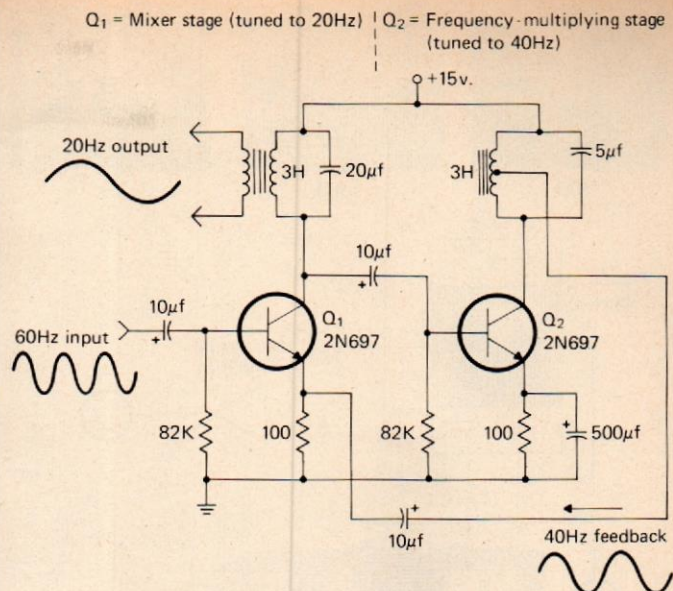 Q₁ = Mixer stage (tuned to 20Hz)
Q₂ = Frequency-multiplying stage
(tuned to 40Hz)
+15v.
20Hz output
3H
20µf
3H
5µf
10µf
+
10µf
+
60Hz input
Q₁
2N697
Q₂
2N697
82K
100
82K
100
+
500µf
+
10µf
40Hz feedback